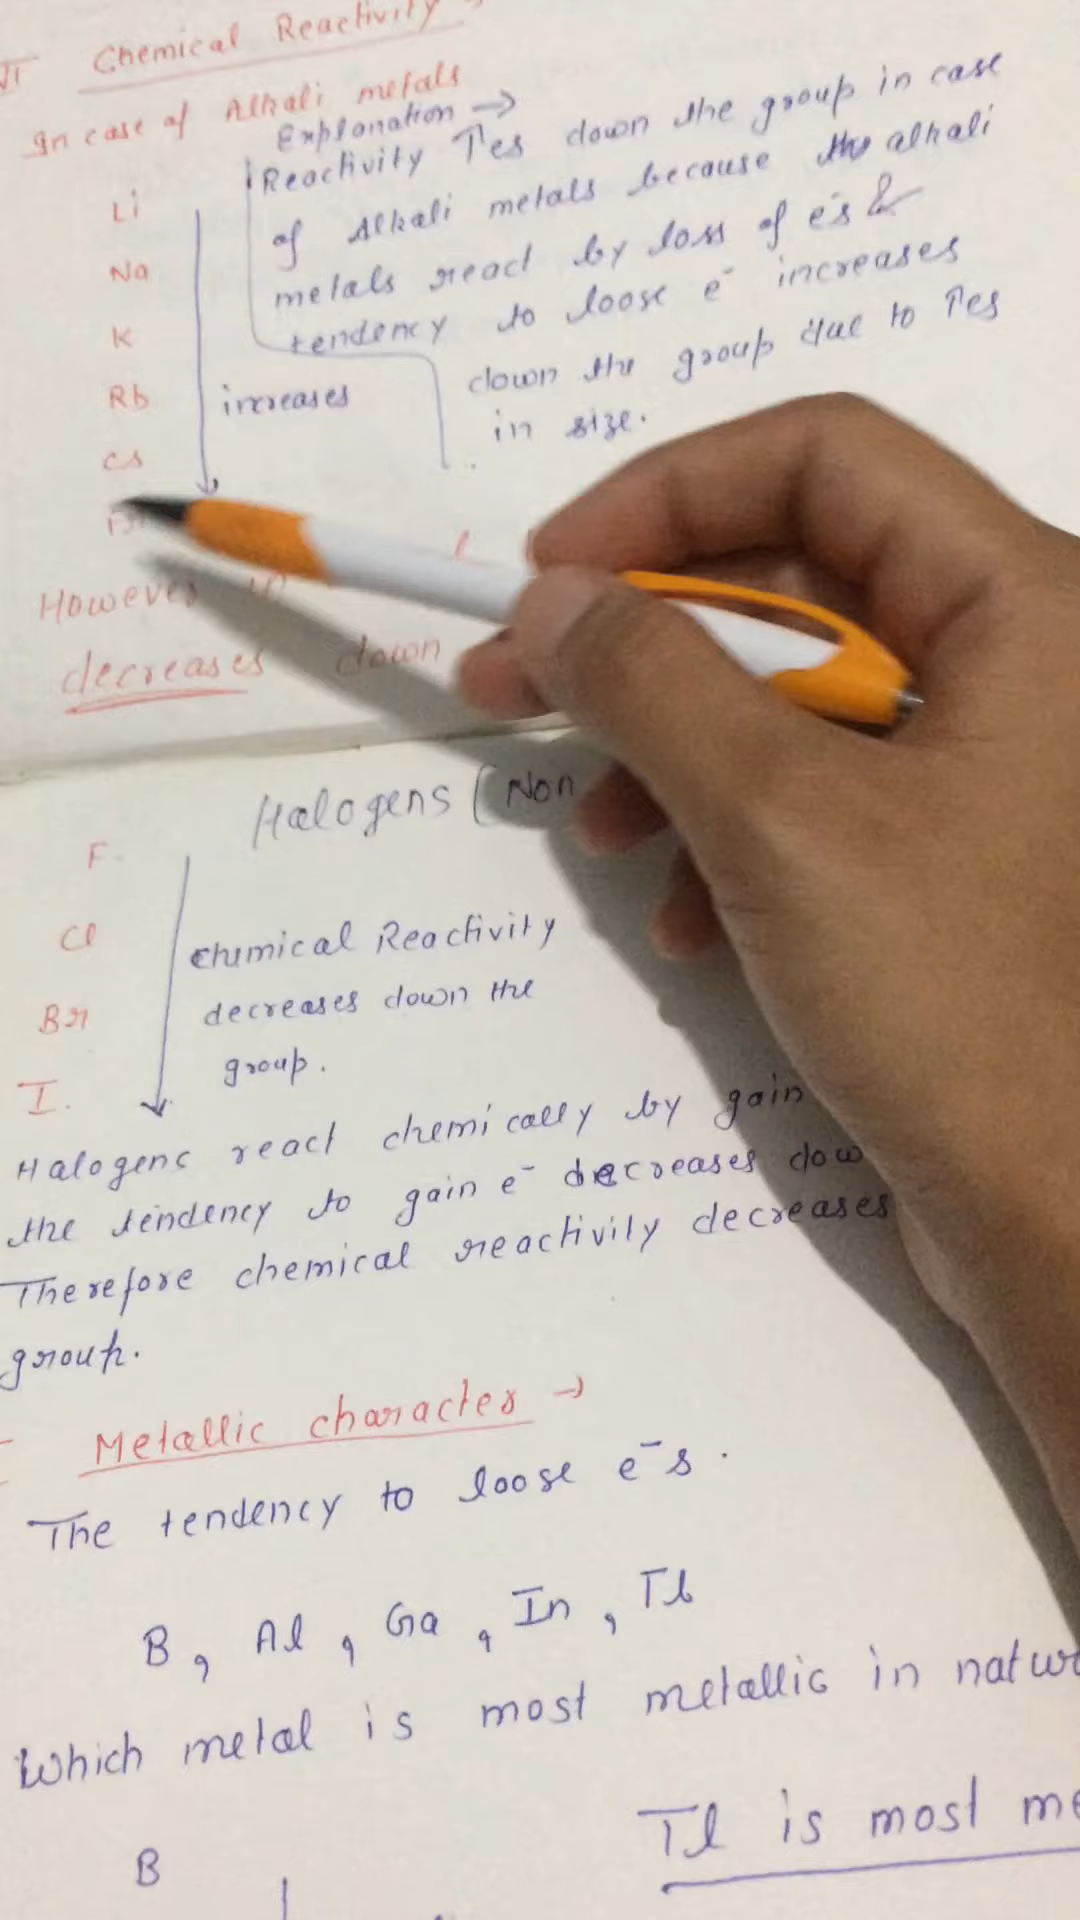 VI Chemical Reactivity
In case of Alkali metals
Explanation →
Reactivity ↑es down the group in case
of Alkali metals because the alkali
metals react by loss of e's &
tendency to loose e⁻ increases
down the group due to ↑es
in size.
Li
Na
K
Rb
Cs
increases
However in
decreases down
Halogens (Non
F
Cl
Br
I.
Chemical Reactivity
decreases down the
group.
Halogens react chemically by gain
the tendency to gain e⁻ decreases dow
Therefore chemical reactivity decreases
group.
Metallic character →
The tendency to loose e⁻s.
B, Al, Ga, In, Tl
Which metal is most metallic in natu
Tl is most me
B